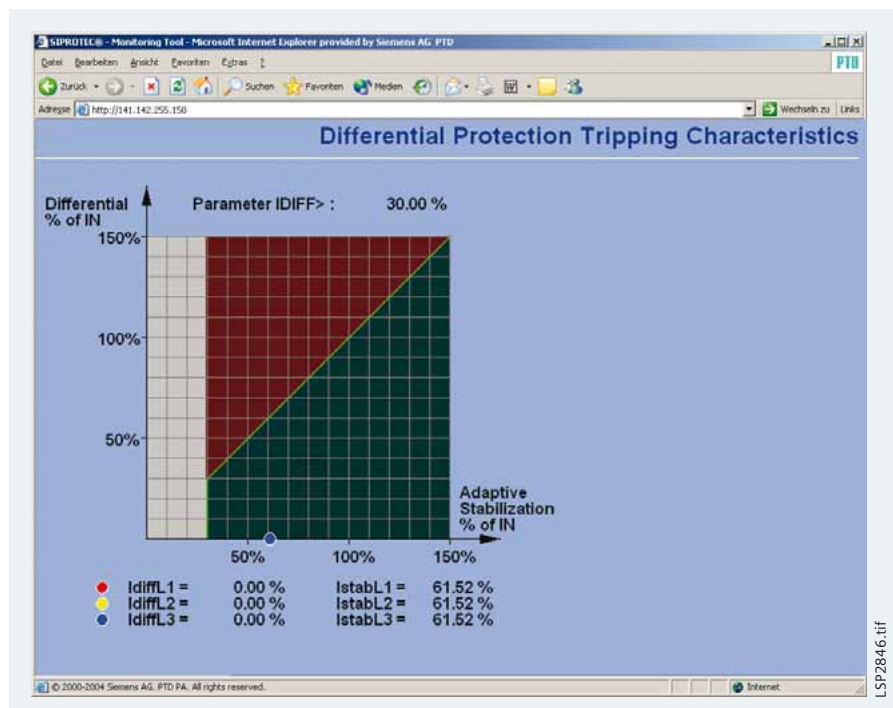 SIPROTEC® - Monitoring Tool - Microsoft Internet Explorer provided by Siemens AG PTD
Datei Bearbeiten Ansicht Favoriten Extras ?
PTD
Zurück Suchen Favoriten Medien
Adresse http://141.142.255.150 Wechseln zu Links
Differential Protection Tripping Characteristics
Differential
% of IN
Parameter IDIFF> : 30.00 %
150%
100%
50%
Adaptive
Stabilization
% of IN
50% 100% 150%
IdiffL1 = 0.00 % IstabL1 = 61.52 %
IdiffL2 = 0.00 % IstabL2 = 61.52 %
IdiffL3 = 0.00 % IstabL3 = 61.52 %
© 2000-2004 Siemens AG. PTD PA. All rights reserved. Internet
LSP2846.tif